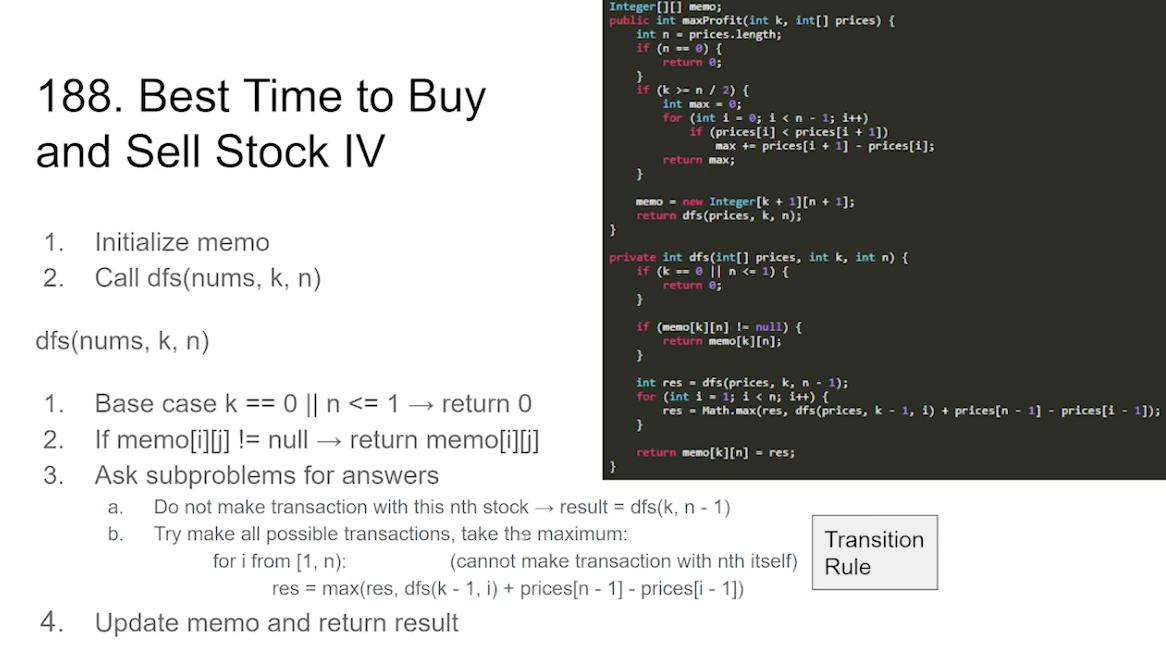 188. Best Time to Buy
and Sell Stock IV
1. Initialize memo
2. Call dfs(nums, k, n)
dfs(nums, k, n)
1. Base case k == 0 || n <= 1 → return 0
2. If memo[i][j] != null → return memo[i][j]
3. Ask subproblems for answers
a. Do not make transaction with this nth stock → result = dfs(k, n - 1)
b. Try make all possible transactions, take the maximum:
for i from [1, n): (cannot make transaction with nth itself)
res = max(res, dfs(k - 1, i) + prices[n - 1] - prices[i - 1])
4. Update memo and return result
Integer[][] memo;
public int maxProfit(int k, int[] prices) {
int n = prices.length;
if (n == 0) {
return 0;
}
if (k >= n / 2) {
int max = 0;
for (int i = 0; i < n - 1; i++)
if (prices[i] < prices[i + 1])
max += prices[i + 1] - prices[i];
return max;
}
memo = new Integer[k + 1][n + 1];
return dfs(prices, k, n);
}
private int dfs(int[] prices, int k, int n) {
if (k == 0 || n <= 1) {
return 0;
}
if (memo[k][n] != null) {
return memo[k][n];
}
int res = dfs(prices, k, n - 1);
for (int i = 1; i < n; i++) {
res = Math.max(res, dfs(prices, k - 1, i) + prices[n - 1] - prices[i - 1]);
}
return memo[k][n] = res;
}
Transition
Rule